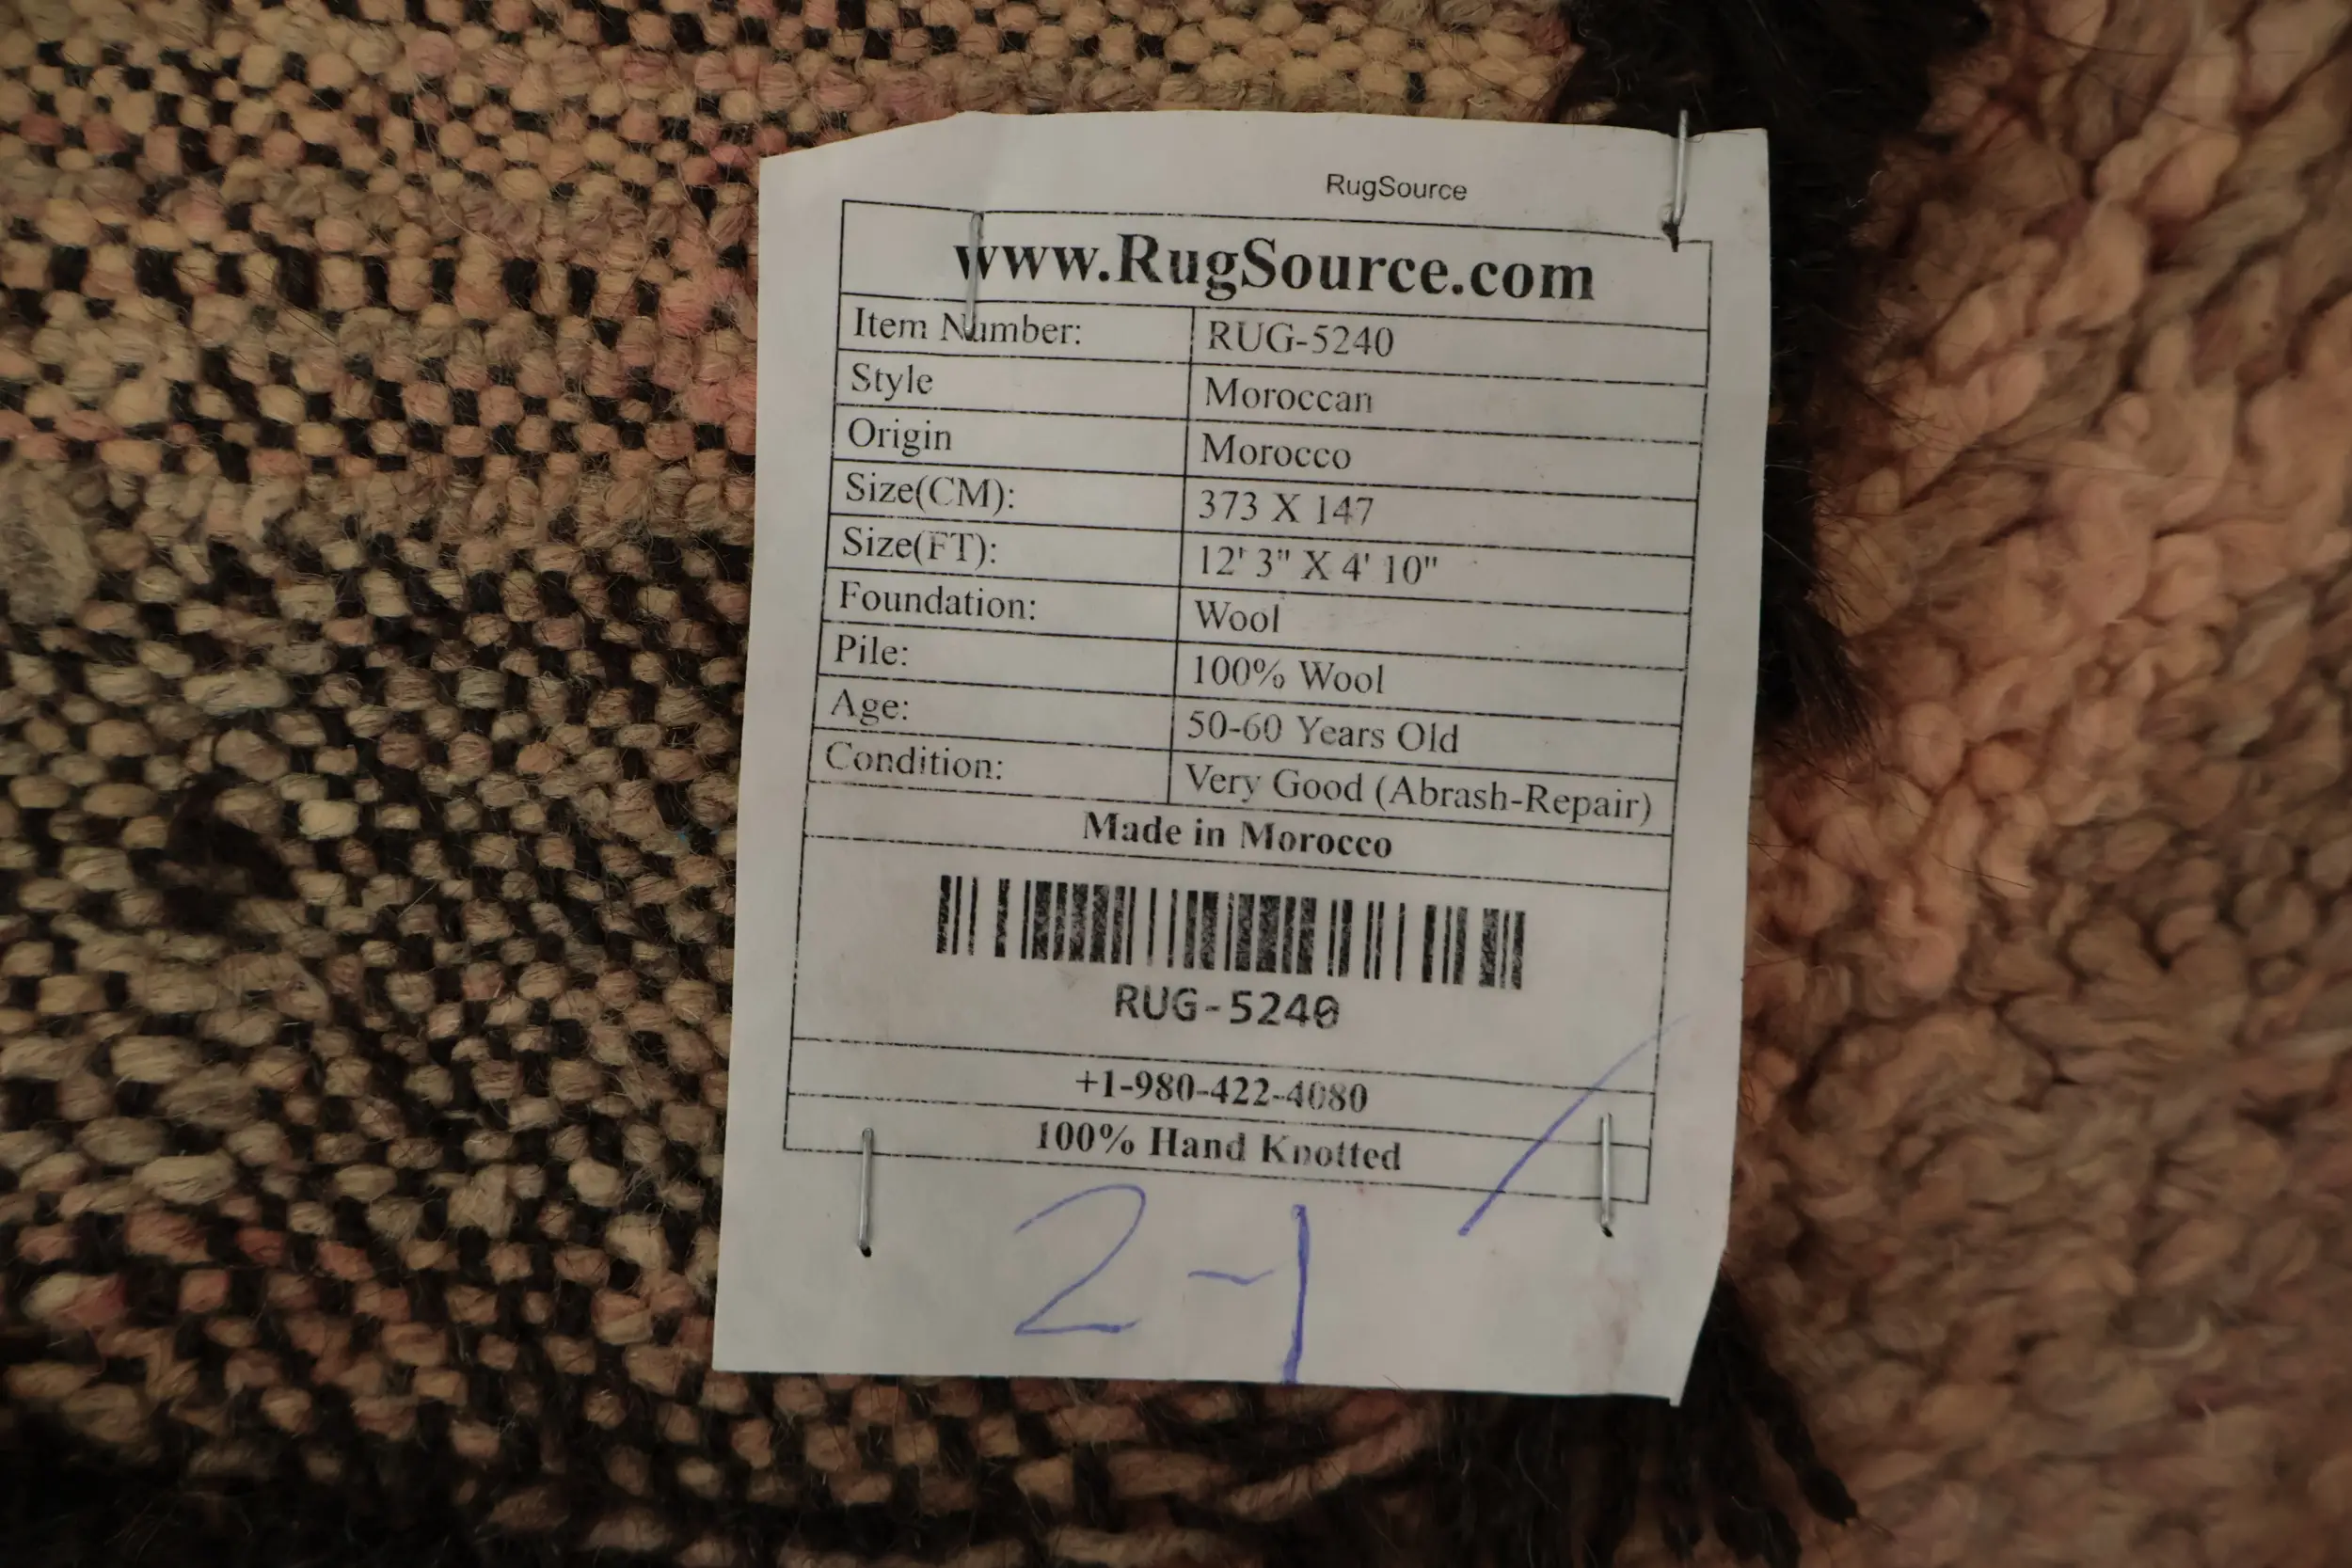 RugSource
www.RugSource.com
Item Number: RUG-5240
Style Moroccan
Origin Morocco
Size(CM): 373 X 147
Size(FT): 12' 3" X 4' 10"
Foundation: Wool
Pile: 100% Wool
Age: 50-60 Years Old
Condition: Very Good (Abrash-Repair)
Made in Morocco
RUG-5240
+1-980-422-4080
100% Hand Knotted
2-1